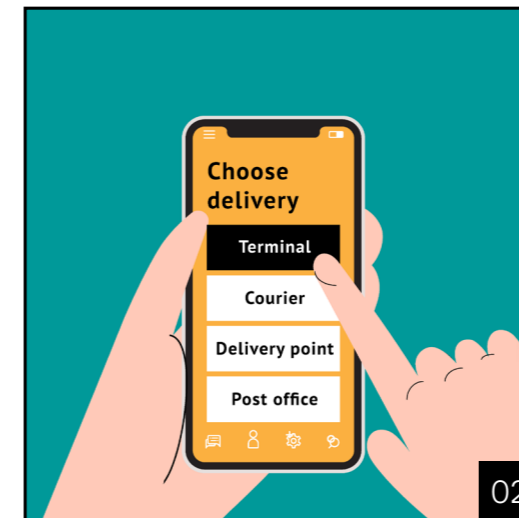 Choose
delivery
Terminal
Courier
Delivery point
Post office
02